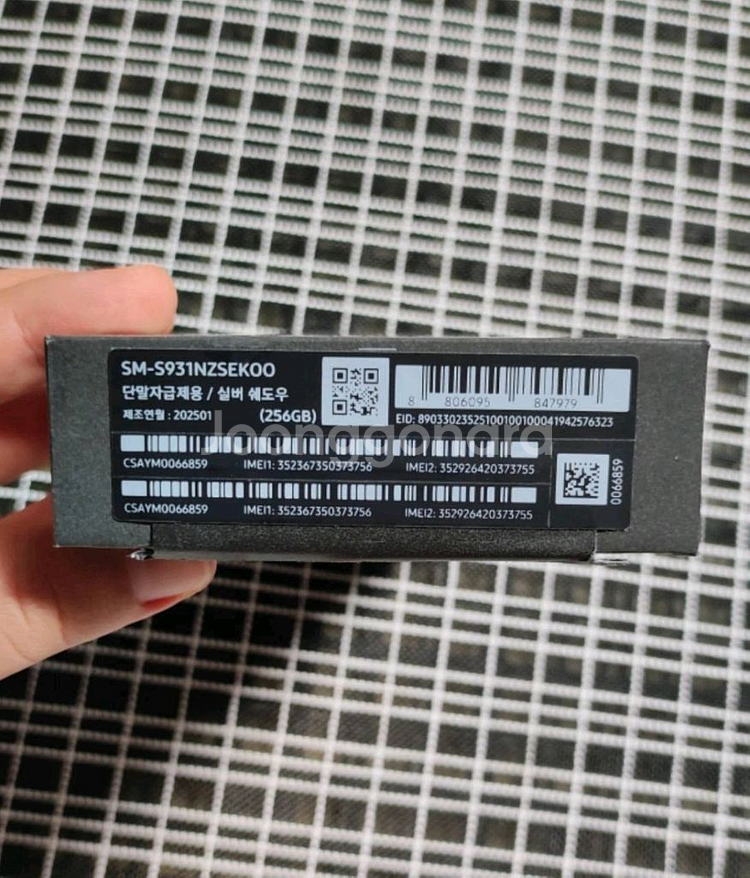 SM-S931NZSEKOO
단말자급제용 / 실버 쉐도우
제조연월 : 202501 (256GB)
8 806095 847979
EID: 89033023525100100100041942576323
CSAYM0066859 IMEI1: 352367350373756 IMEI2: 352926420373755
CSAYM0066859 IMEI1: 352367350373756 IMEI2: 352926420373755
0066859
Joonggonara